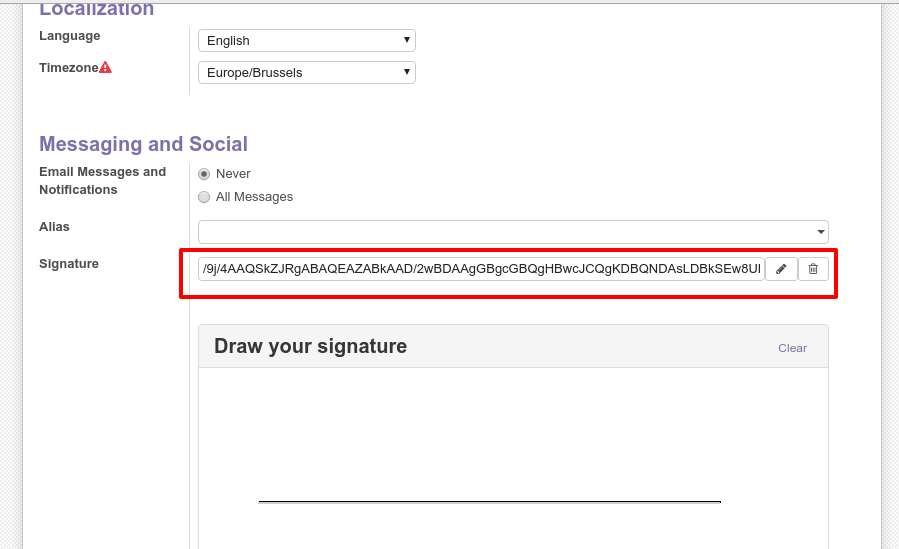 Localization
Language
English
Timezone
Europe/Brussels
Messaging and Social
Email Messages and
Notifications
Never
All Messages
Alias
Signature
/9j/4AAQSkZJRgABAQEAZABkAAD/2wBDAAgGBgcGBQgHBwcJCQgKDBQNDAsLDBkSEw8UI
Draw your signature
Clear